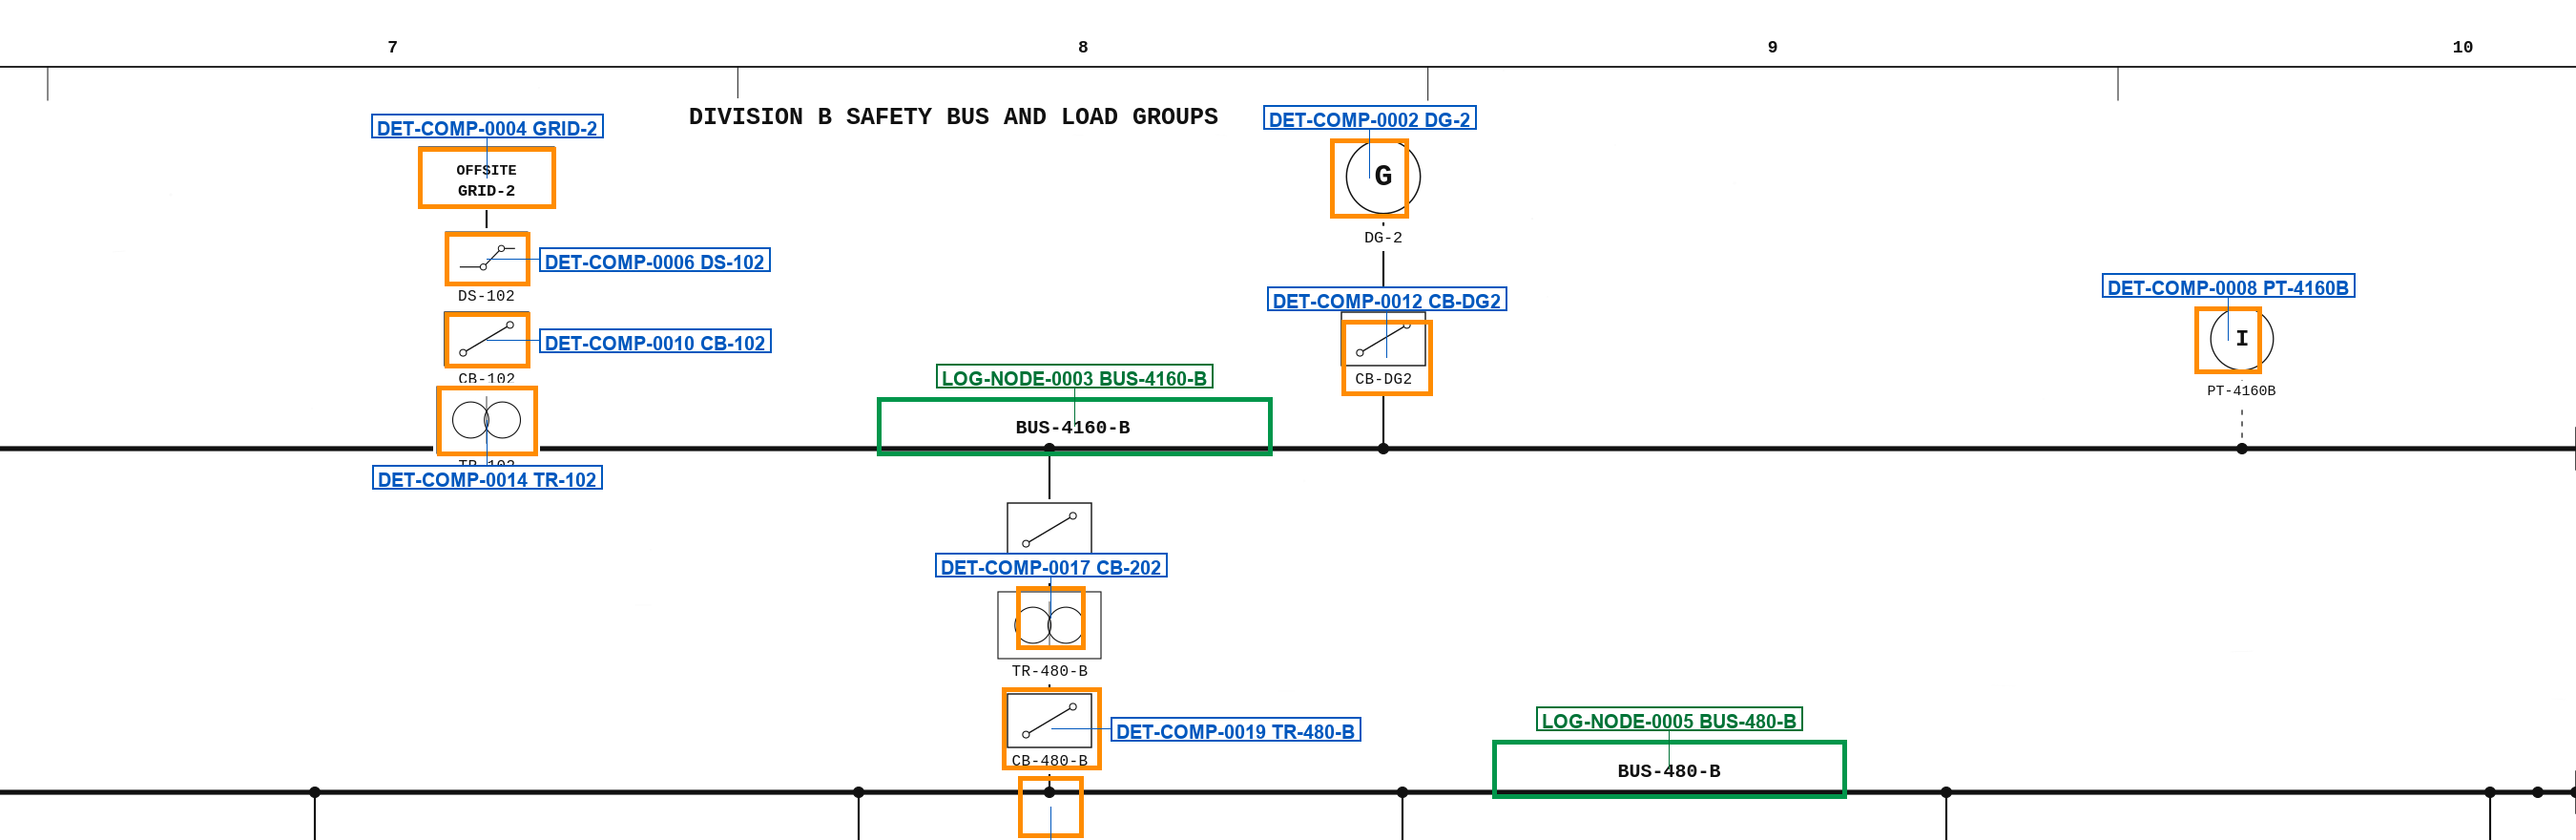 7 8 9 10
DIVISION B SAFETY BUS AND LOAD GROUPS
DET-COMP-0004 GRID-2
OFFSITE
GRID-2
DET-COMP-0006 DS-102
DS-102
DET-COMP-0010 CB-102
CB-102
DET-COMP-0014 TR-102
DET-COMP-0002 DG-2
G
DG-2
DET-COMP-0012 CB-DG2
CB-DG2
DET-COMP-0008 PT-4160B
I
PT-4160B
LOG-NODE-0003 BUS-4160-B
BUS-4160-B
DET-COMP-0017 CB-202
TR-480-B
DET-COMP-0019 TR-480-B
CB-480-B
LOG-NODE-0005 BUS-480-B
BUS-480-B